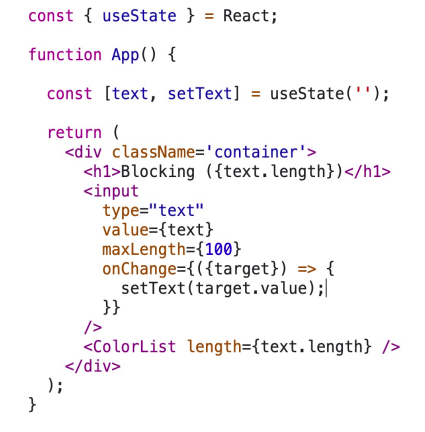 const { useState } = React;
function App() {
const [text, setText] = useState('');
return (
<div className='container'>
<h1>Blocking ({text.length})</h1>
<input
type="text"
value={text}
maxLength={100}
onChange={({target}) => {
setText(target.value);
}}
/>
<ColorList length={text.length} />
</div>
);
}